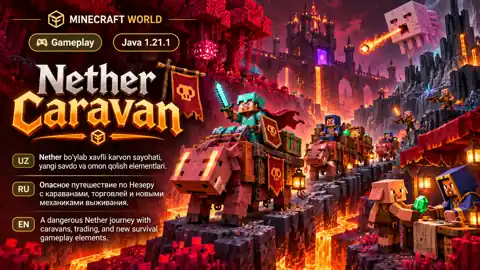 MINECRAFT WORLD
Gameplay
Java 1.21.1
Nether
Caravan
UZ
Nether bo'ylab xavfli karvon sayohati,
yangi savdo va omon qolish elementlari.
RU
Опасное путешествие по Незеру
с караванами, торговлей и новыми
механиками выживания.
EN
A dangerous Nether journey with
caravans, trading, and new survival
gameplay elements.